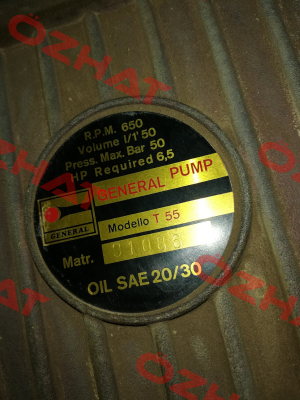 OZHAT
R.P.M. 650
Volume l/1' 50
Press. Max. Bar 50
HP Required 6,5
GENERAL PUMP
GENERAL
Modello T 55
Matr.
OIL SAE 20/30
OZHAT
OZHAT
OZHAT